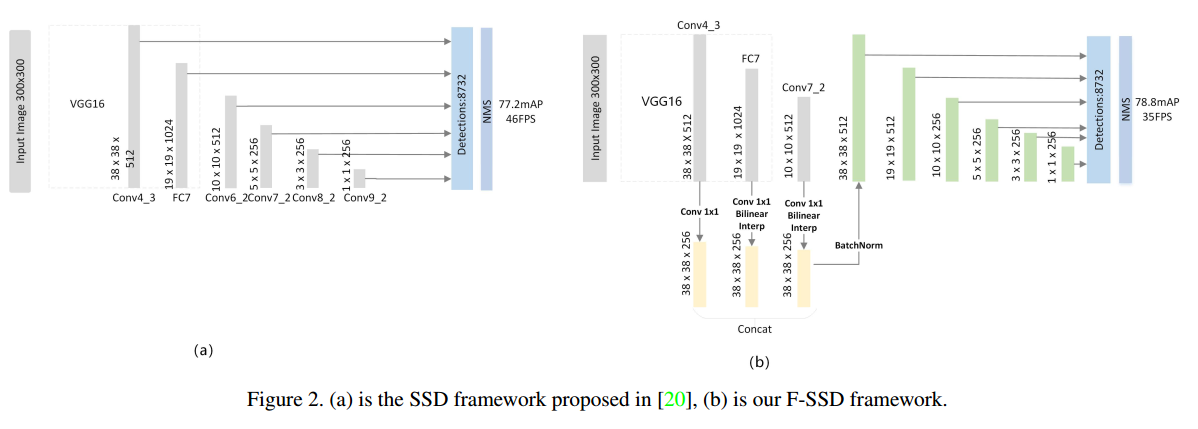 Input Image 300x300
VGG16
38 x 38 x
512
19 x 19 x 1024
10 x 10 x 512
5 x 5 x 256
3 x 3 x 256
1 x 1 x 256
Conv4_3
FC7
Conv6_2
Conv7_2
Conv8_2
Conv9_2
Detections:8732
NMS
77.2mAP
46FPS
(a)
Input Image 300x300
VGG16
Conv4_3
FC7
Conv7_2
38 x 38 x 512
19 x 19 x 1024
10 x 10 x 512
Conv 1x1
Conv 1x1
Bilinear
Interp
Conv 1x1
Bilinear
Interp
38 x 38 x 256
38 x 38 x 256
38 x 38 x 256
Concat
BatchNorm
38 x 38 x 512
19 x 19 x 512
10 x 10 x 256
5 x 5 x 256
3 x 3 x 256
1 x 1 x 256
Detections:8732
NMS
78.8mAP
35FPS
(b)
Figure 2. (a) is the SSD framework proposed in [20], (b) is our F-SSD framework.